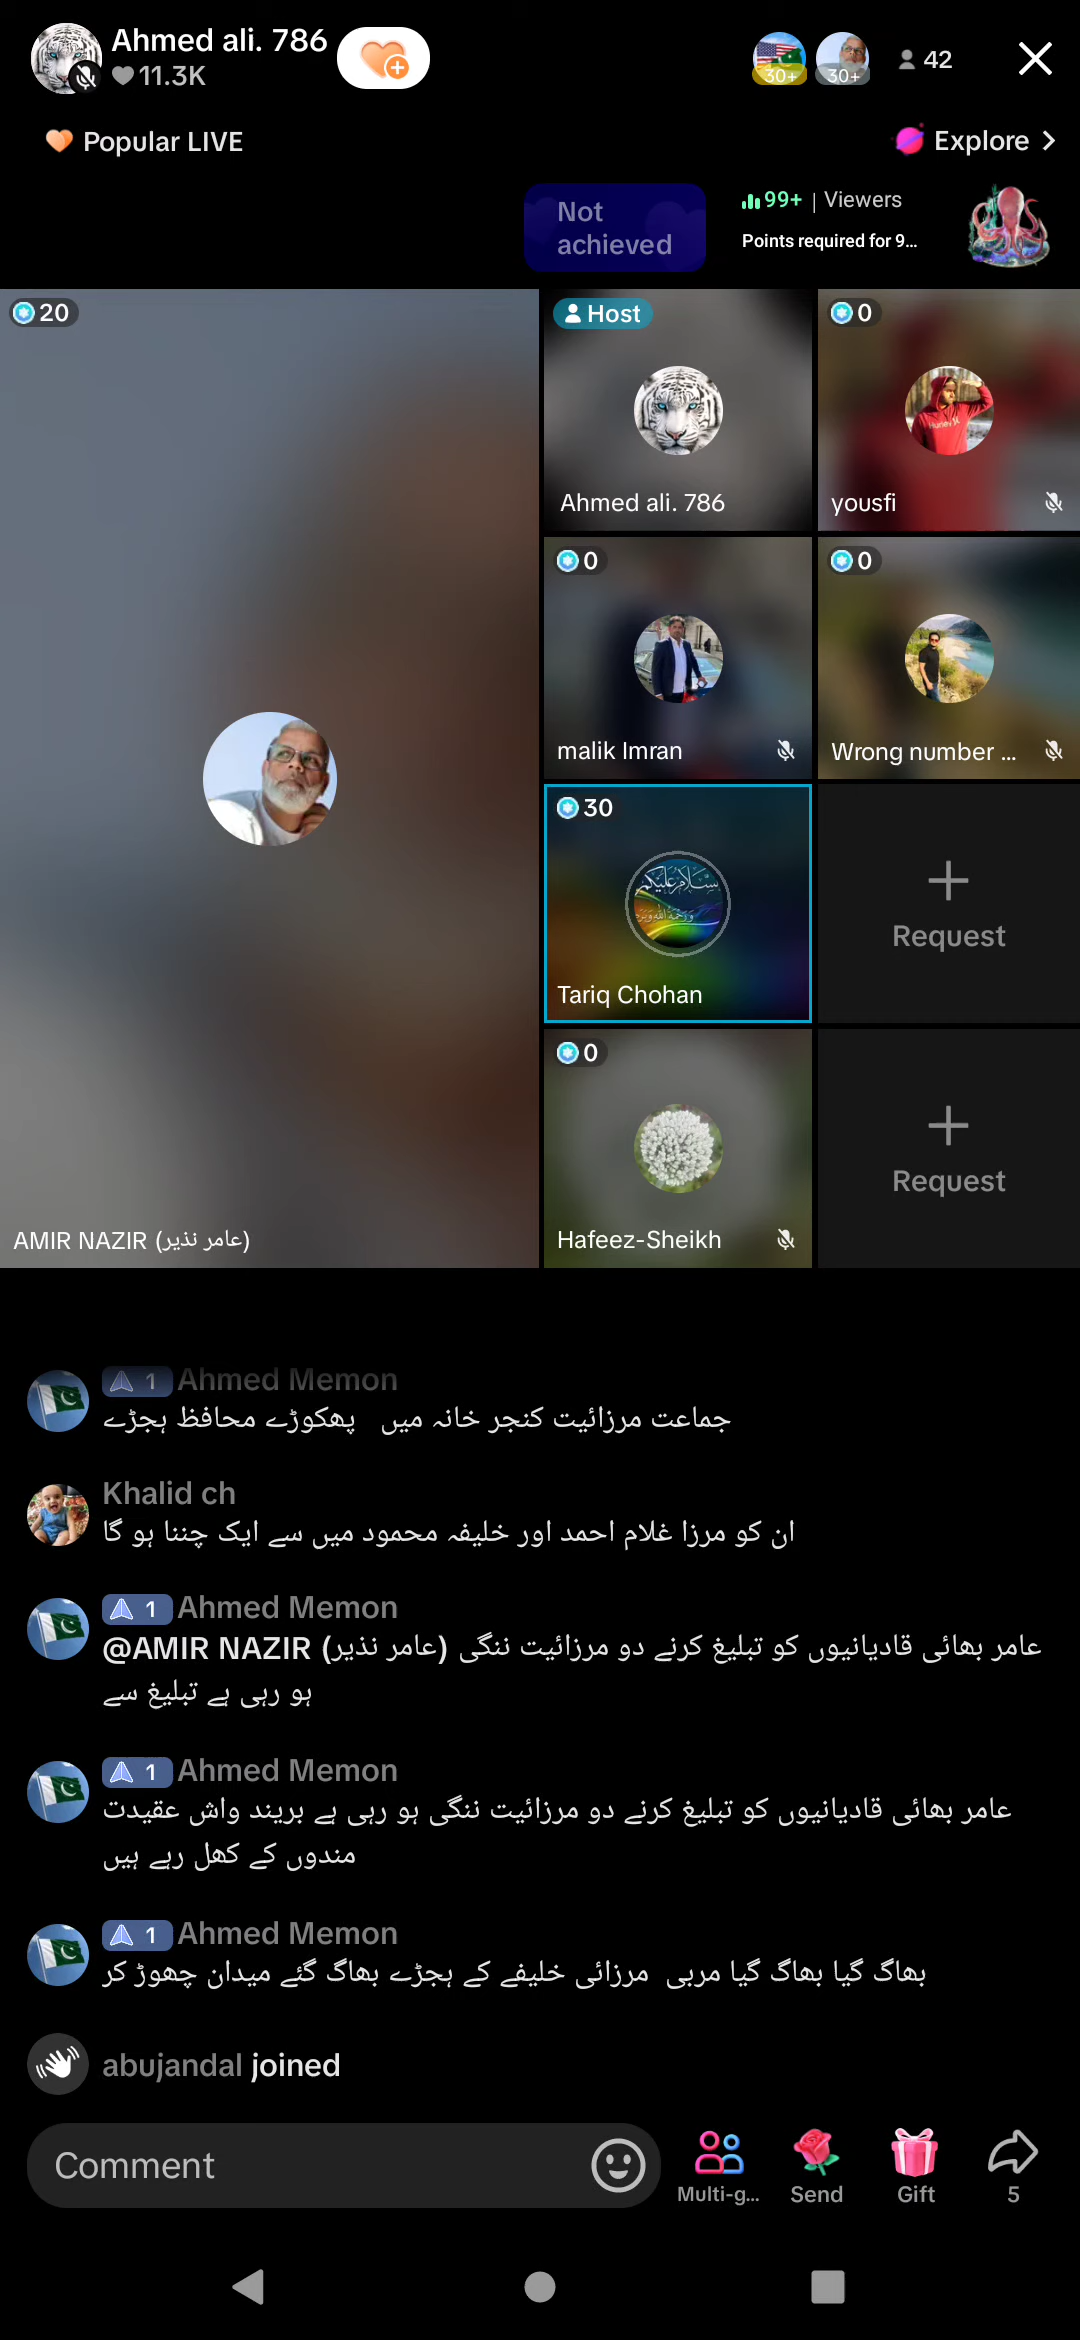 Ahmed ali. 786
11.3K
30+
30+
42
Popular LIVE
Explore
Not
achieved
99+ | Viewers
Points required for 9...
20
Host
Ahmed ali. 786
0
yousfi
0
malik Imran
0
Wrong number ...
30
Tariq Chohan
Request
0
Hafeez-Sheikh
Request
AMIR NAZIR (عامر نذیر)
1 Ahmed Memon
جماعت مرزائیت کنجر خانہ میں پھکوڑے محافظ ہجڑے
Khalid ch
ان کو مرزا غلام احمد اور خلیفہ محمود میں سے ایک چننا ہو گا
1 Ahmed Memon
@AMIR NAZIR (عامر نذیر) عامر بھائی قادیانیوں کو تبلیغ کرنے دو مرزائیت ننگی
ہو رہی ہے تبلیغ سے
1 Ahmed Memon
عامر بھائی قادیانیوں کو تبلیغ کرنے دو مرزائیت ننگی ہو رہی ہے بریند واش عقیدت
مندوں کے کھل رہے ہیں
1 Ahmed Memon
بھاگ گیا بھاگ گیا مربی مرزائی خلیفے کے ہجڑے بھاگ گئے میدان چھوڑ کر
abujandal joined
Comment
Multi-g...
Send
Gift
5